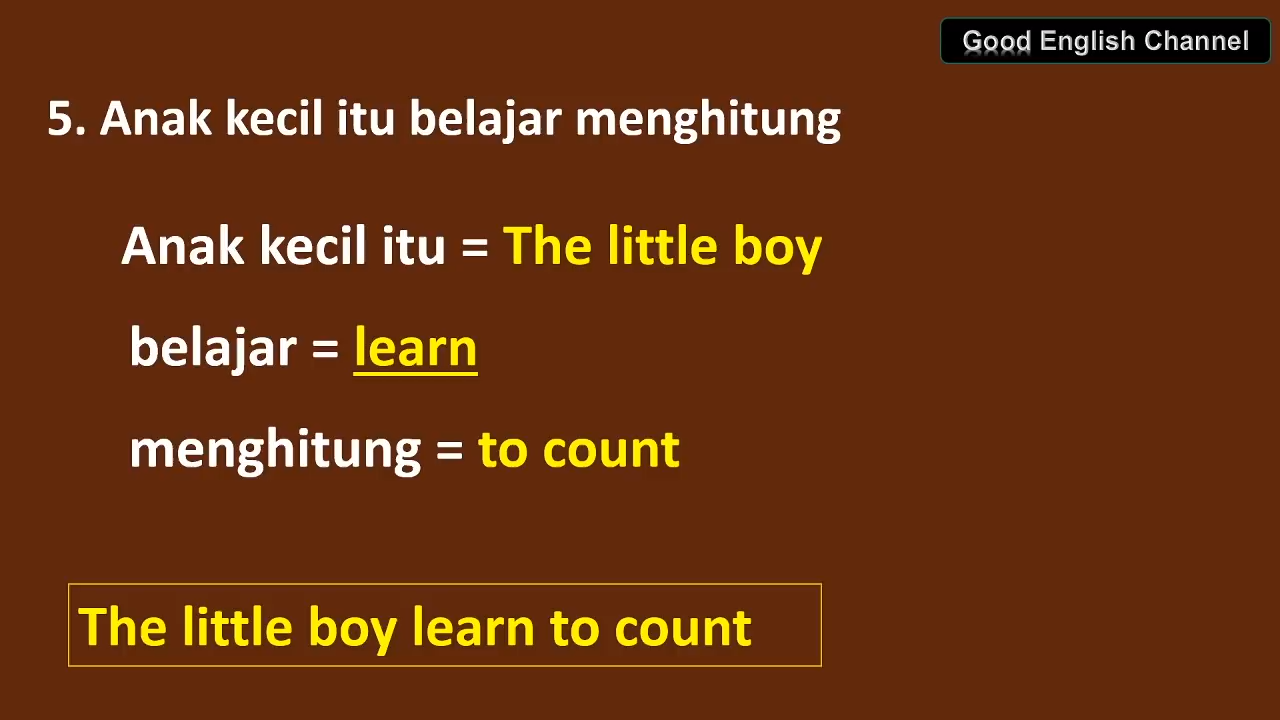 Good English Channel
5. Anak kecil itu belajar menghitung
Anak kecil itu = The little boy
belajar = learn
menghitung = to count
The little boy learn to count